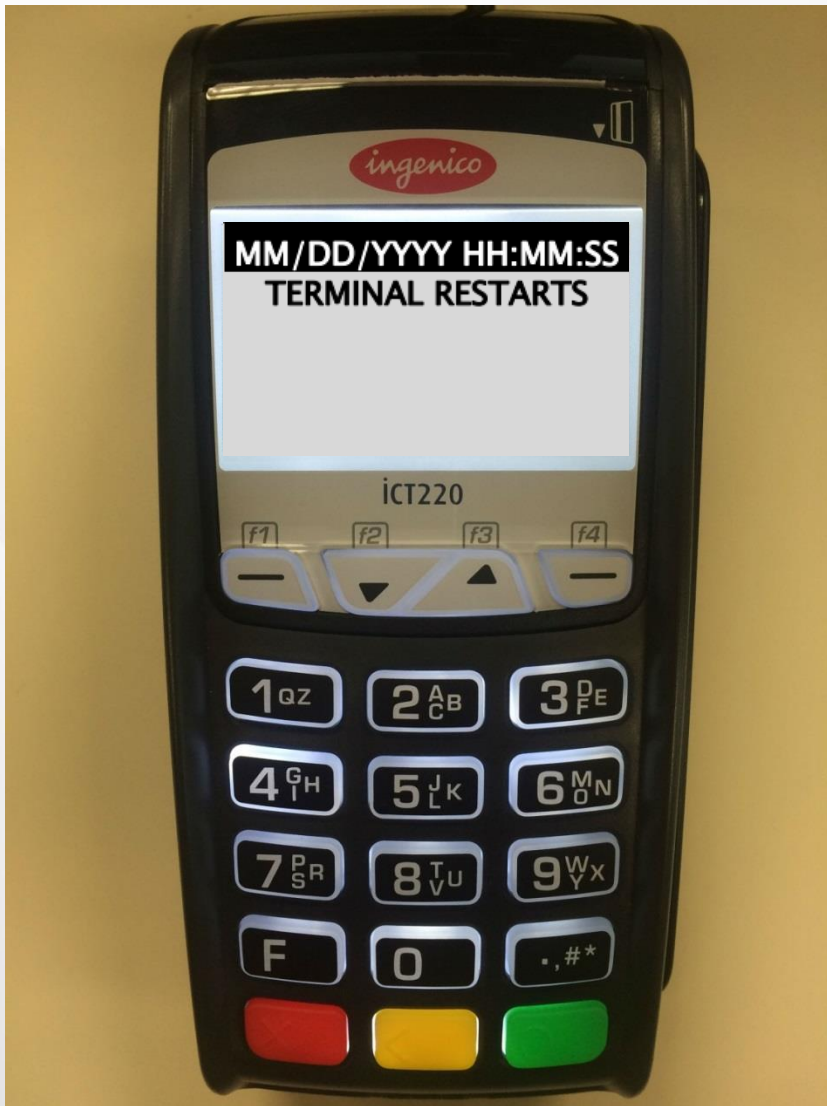 ingenico
MM/DD/YYYY HH:MM:SS
TERMINAL RESTARTS
iCT220
f1 f2 f3 f4
1 QZ 2 ABC 3 DEF
4 GHI 5 JKL 6 MNO
7 PRS 8 TUV 9 WXY
F 0 .,#*